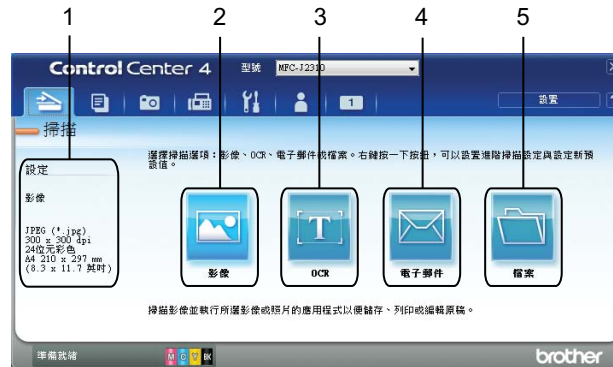 1 2 3 4 5
Control Center 4 型號 MFC-J2310
1 設置
掃描
選擇掃描選項：影像、OCR、電子郵件或檔案。右鍵按一下按鈕，可以設置進階掃描設定與設定新預
設值。
設定
影像
JPEG (*.jpg)
300 x 300 dpi
24位元彩色
A4 210 x 297 mm
(8.3 x 11.7 英吋)
影像 OCR 電子郵件 檔案
掃描影像並執行所選影像或照片的應用程式以便儲存、列印或編輯原稿。
準備就緒 M C Y BK brother